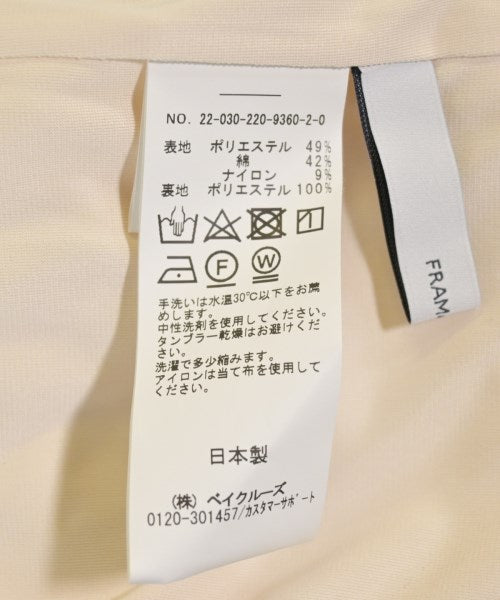 NO. 22-030-220-9360-2-0
表地 ポリエステル 49%
綿 42%
ナイロン 9%
裏地 ポリエステル 100%
F W
手洗いは水温30℃以下をお薦
めします。
中性洗剤を使用してください。
タンブラー乾燥はお避けくだ
さい。
洗濯で多少縮みます。
アイロンは当て布を使用して
ください。
日本製
(株) ベイクルーズ
0120-301457/カスタマーサポート
FRAM